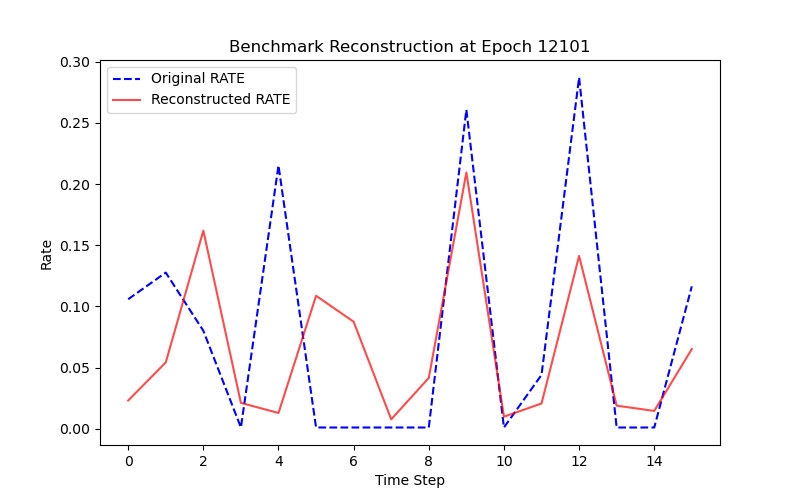 Benchmark Reconstruction at Epoch 12101
Original RATE
Reconstructed RATE
0.30
0.25
0.20
0.15
0.10
0.05
0.00
Rate
0 2 4 6 8 10 12 14
Time Step